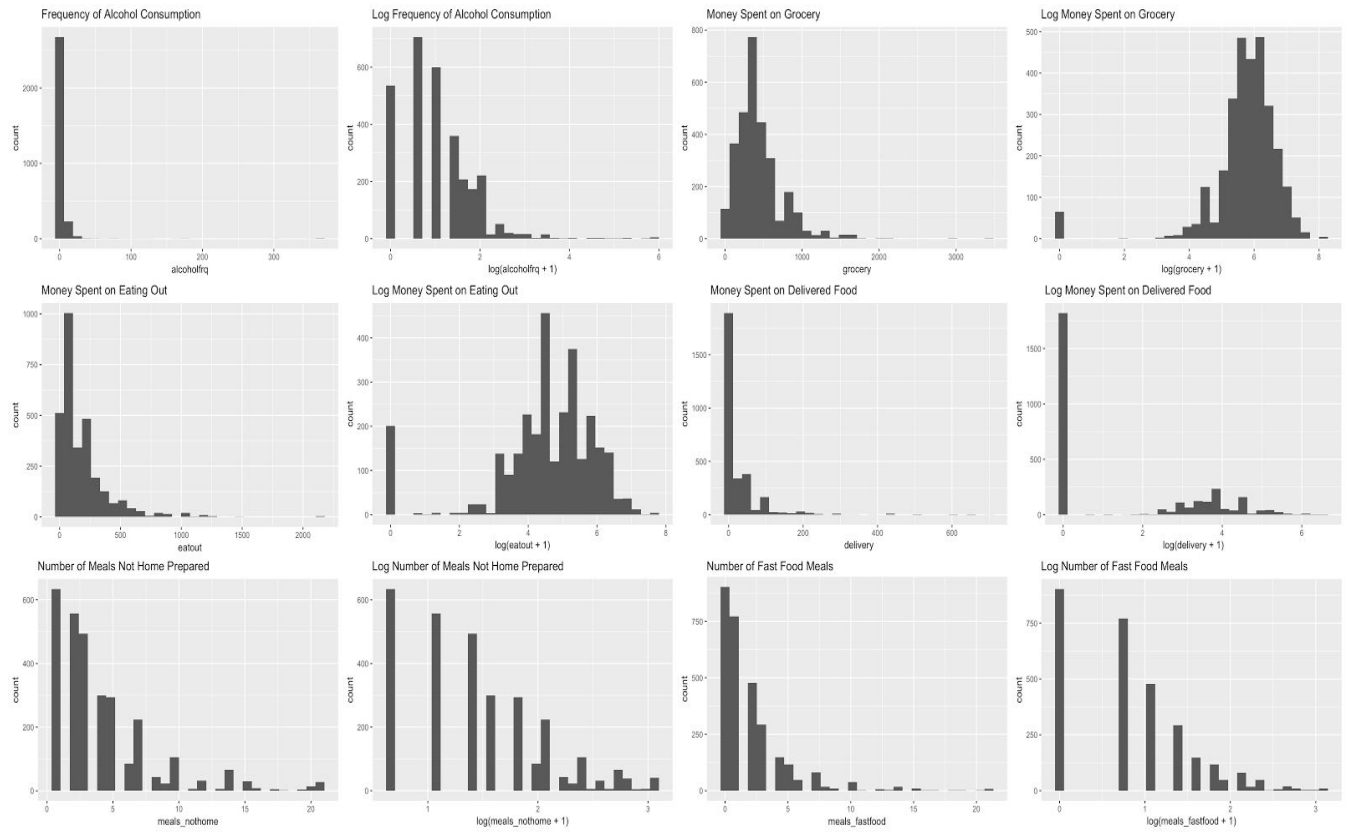 Frequency of Alcohol Consumption
count
2000
1000
0
0 100 200 300
alcoholfrq
Log Frequency of Alcohol Consumption
count
600
400
200
0
0 2 4 6
log(alcoholfrq + 1)
Money Spent on Grocery
count
800
600
400
200
0
0 1000 2000 3000
grocery
Log Money Spent on Grocery
count
500
400
300
200
100
0
0 2 4 6 8
log(grocery + 1)
Money Spent on Eating Out
count
1000
750
500
250
0
0 500 1000 1500 2000
eatout
Log Money Spent on Eating Out
count
400
300
200
100
0
0 2 4 6 8
log(eatout + 1)
Money Spent on Delivered Food
count
1500
1000
500
0
0 200 400 600
delivery
Log Money Spent on Delivered Food
count
1500
1000
500
0
0 2 4 6
log(delivery + 1)
Number of Meals Not Home Prepared
count
600
400
200
0
0 5 10 15 20
meals_nothome
Log Number of Meals Not Home Prepared
count
600
400
200
0
1 2 3
log(meals_nothome + 1)
Number of Fast Food Meals
count
750
500
250
0
0 5 10 15 20
meals_fastfood
Log Number of Fast Food Meals
count
750
500
250
0
0 1 2 3
log(meals_fastfood + 1)